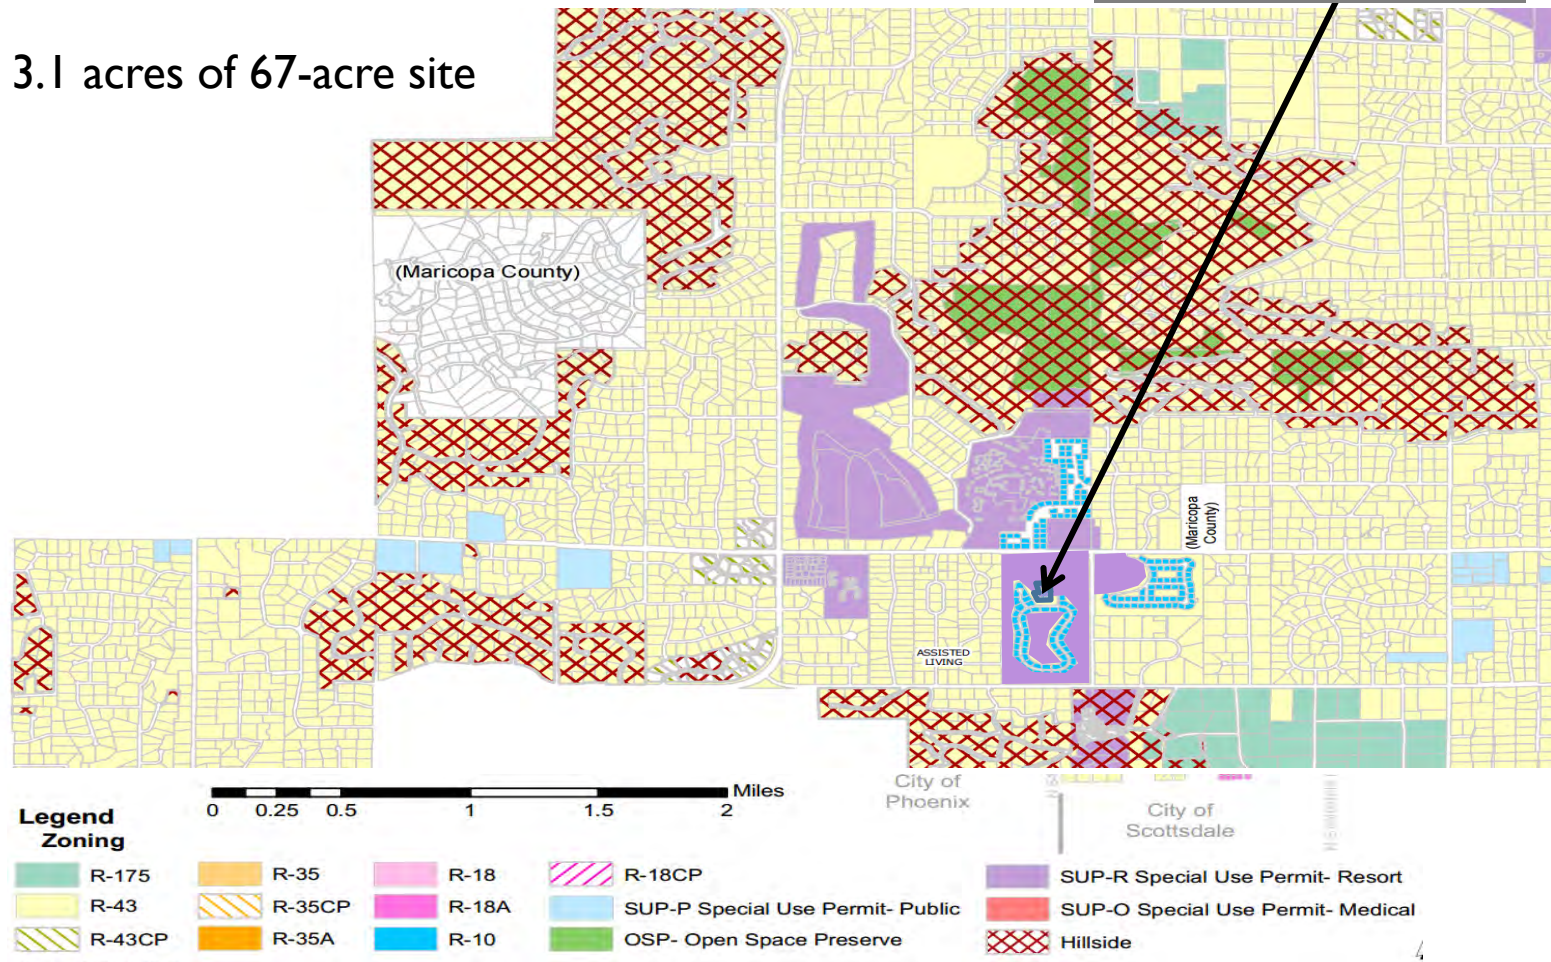 3.1 acres of 67-acre site
(Maricopa County)
(Maricopa
County)
ASSISTED
LIVING
Miles
0 0.25 0.5 1 1.5 2
City of
Phoenix
City of
Scottsdale
Legend
Zoning
R-175
R-43
R-43CP
R-35
R-35CP
R-35A
R-18
R-18A
R-10
R-18CP
SUP-P Special Use Permit- Public
OSP- Open Space Preserve
SUP-R Special Use Permit- Resort
SUP-O Special Use Permit- Medical
Hillside